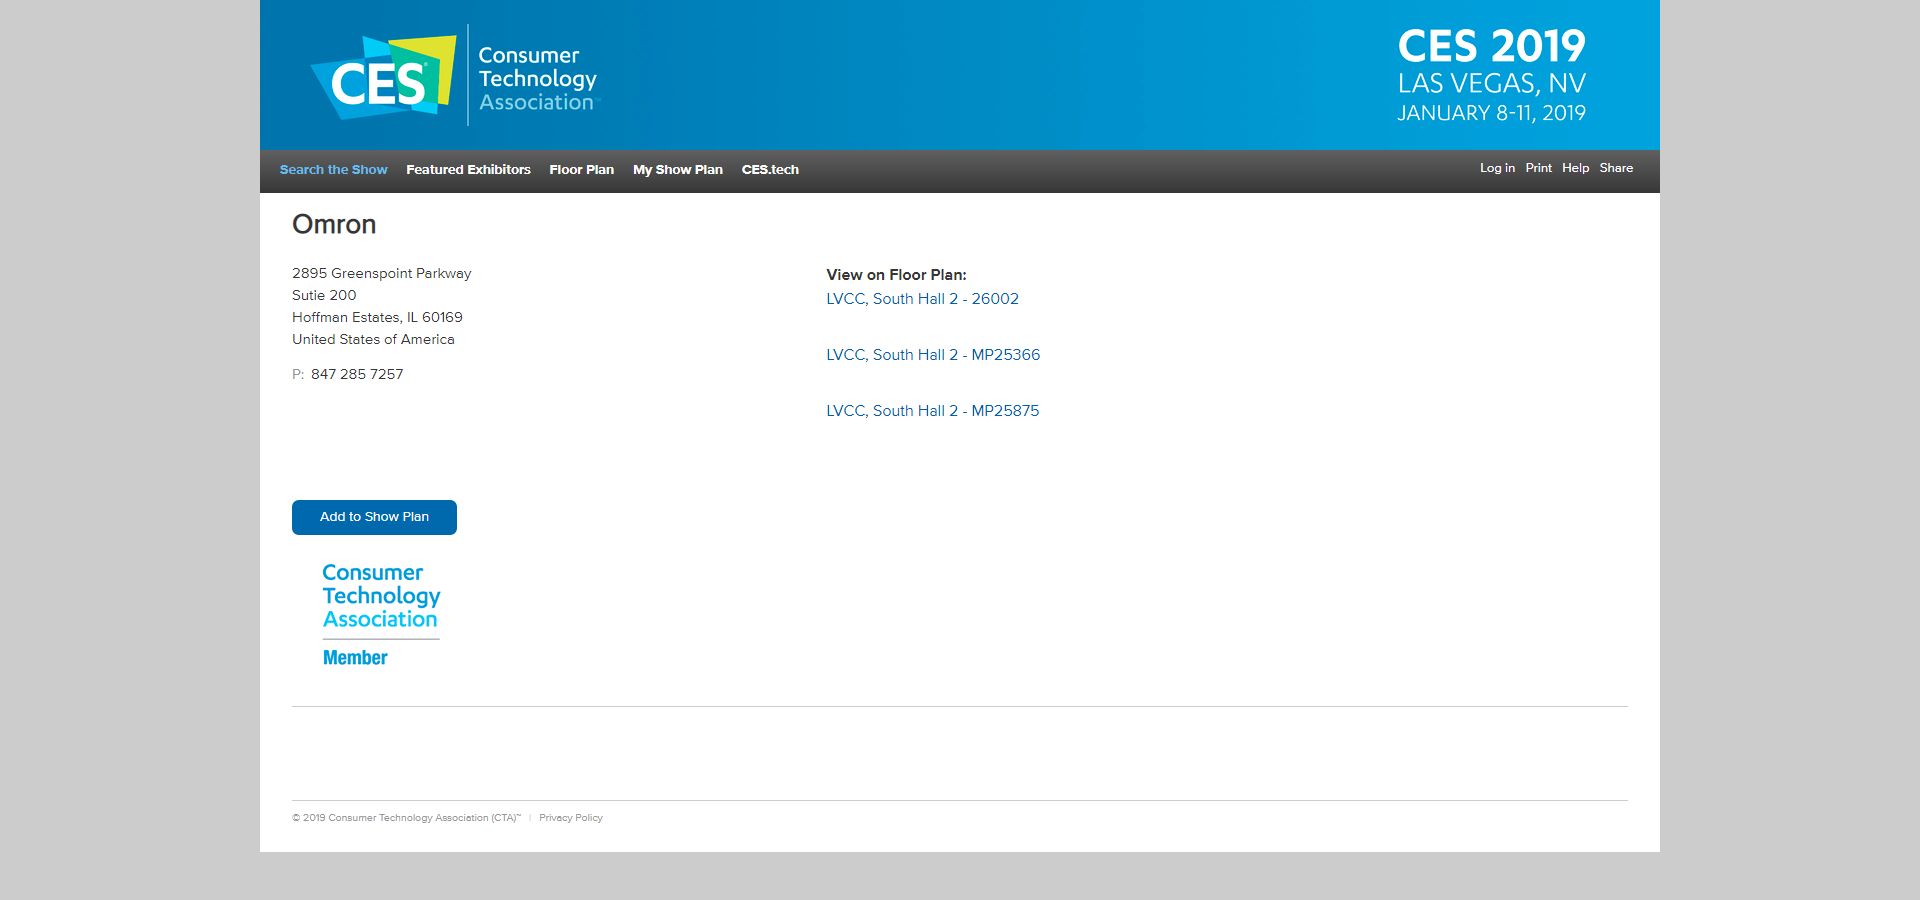 CES®
Consumer
Technology
Association™
CES 2019
LAS VEGAS, NV
JANUARY 8-11, 2019
Search the Show Featured Exhibitors Floor Plan My Show Plan CES.tech
Log in Print Help Share
Omron
2895 Greenspoint Parkway
Sutie 200
Hoffman Estates, IL 60169
United States of America
P: 847 285 7257
View on Floor Plan:
LVCC, South Hall 2 - 26002
LVCC, South Hall 2 - MP25366
LVCC, South Hall 2 - MP25875
Add to Show Plan
Consumer
Technology
Association
Member
© 2019 Consumer Technology Association (CTA)™ | Privacy Policy